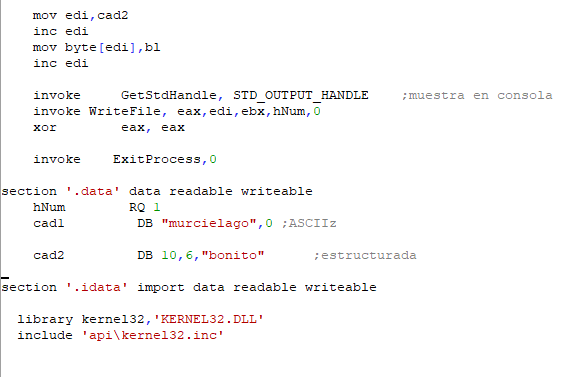 mov edi,cad2
inc edi
mov byte[edi],bl
inc edi
invoke GetStdHandle, STD_OUTPUT_HANDLE ;muestra en consola
invoke WriteFile, eax,edi,ebx,hNum,0
xor eax, eax
invoke ExitProcess,0
section '.data' data readable writeable
hNum RQ 1
cad1 DB "murcielago",0 ;ASCIIz
cad2 DB 10,6,"bonito" ;estructurada
section '.idata' import data readable writeable
library kernel32,'KERNEL32.DLL'
include 'api\kernel32.inc'